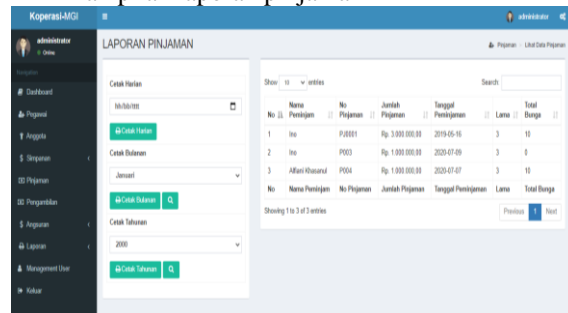 Koperasi-MGI
administrator
administrator
Online
LAPORAN PINJAMAN
Pinjaman
Lihat Data Pinjaman
Dashboard
Pegawai
Anggota
Simpanan
Pinjaman
Pengambilan
Angsuran
Laporan
Management User
Keluar
Cetak Harian
hh/bb/tttt
Cetak Harian
Cetak Bulanan
Januari
Cetak Bulanan
Cetak Tahunan
2000
Cetak Tahunan
Show 10 entries
Search:
No Nama Peminjam No Pinjaman Jumlah Pinjaman Tanggal Peminjaman Lama Total Bunga
1 Ino PJ0001 Rp. 3.000.000,00 2019-05-16 3 10
2 Ino P003 Rp. 1.000.000,00 2020-07-09 3 0
3 Alfiani Khasanul P004 Rp. 1.000.000,00 2020-07-07 3 10
No Nama Peminjam No Pinjaman Jumlah Pinjaman Tanggal Peminjaman Lama Total Bunga
Showing 1 to 3 of 3 entries
Previous 1 Next